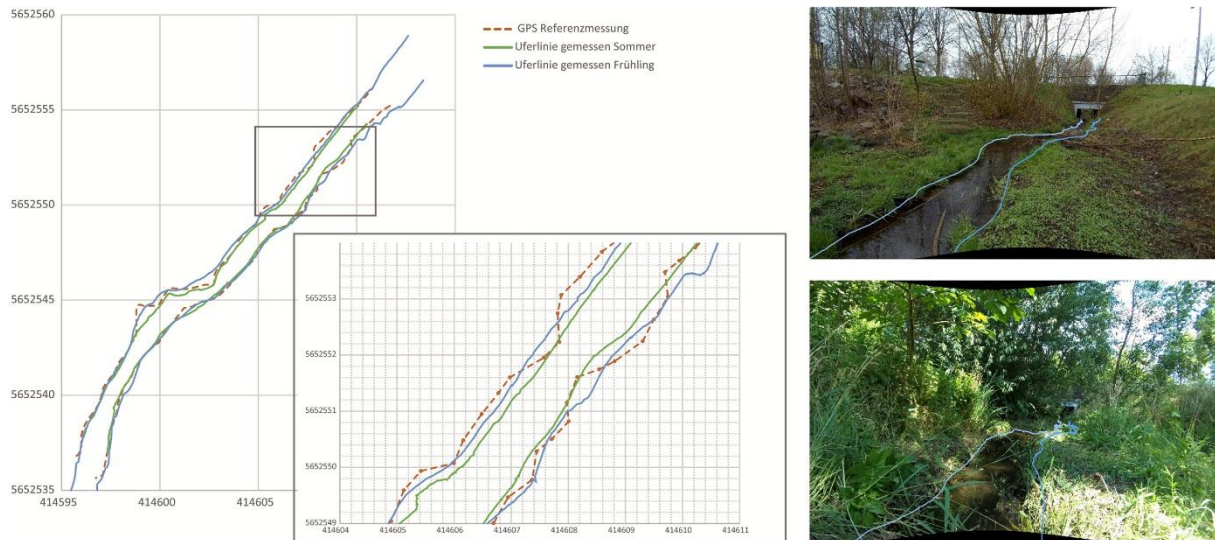 5652560
GPS Referenzmessung
Uferlinie gemessen Sommer
Uferlinie gemessen Frühling
5652555
5652550
5652545
5652540
5652535
414595 414600 414605
5652553
5652552
5652551
5652550
5652549
414604 414605 414606 414607 414608 414609 414610 414611